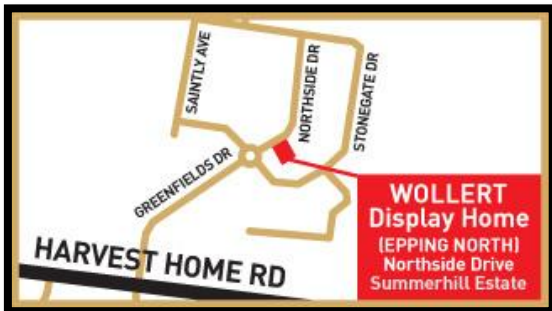 SAINTLY AVE
NORTHSIDE DR
STONEGATE DR
GREENFIELDS DR
HARVEST HOME RD
WOLLERT
Display Home
(EPPING NORTH)
Northside Drive
Summerhill Estate